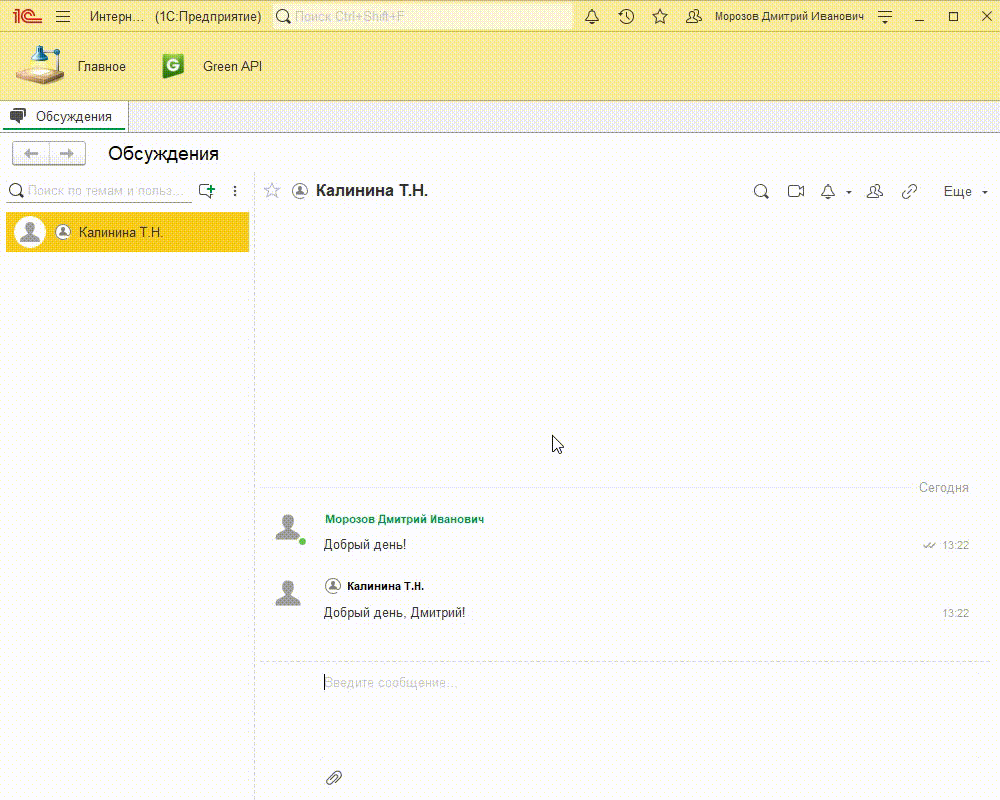 1С Интерн... (1С:Предприятие) Поиск Ctrl+Shift+F Морозов Дмитрий Иванович
Главное Green API
Обсуждения
Обсуждения
Поиск по темам и польз...
Калинина Т.Н.
Калинина Т.Н. Еще
Сегодня
Морозов Дмитрий Иванович
Добрый день! 13:22
Калинина Т.Н.
Добрый день, Дмитрий! 13:22
Введите сообщение...